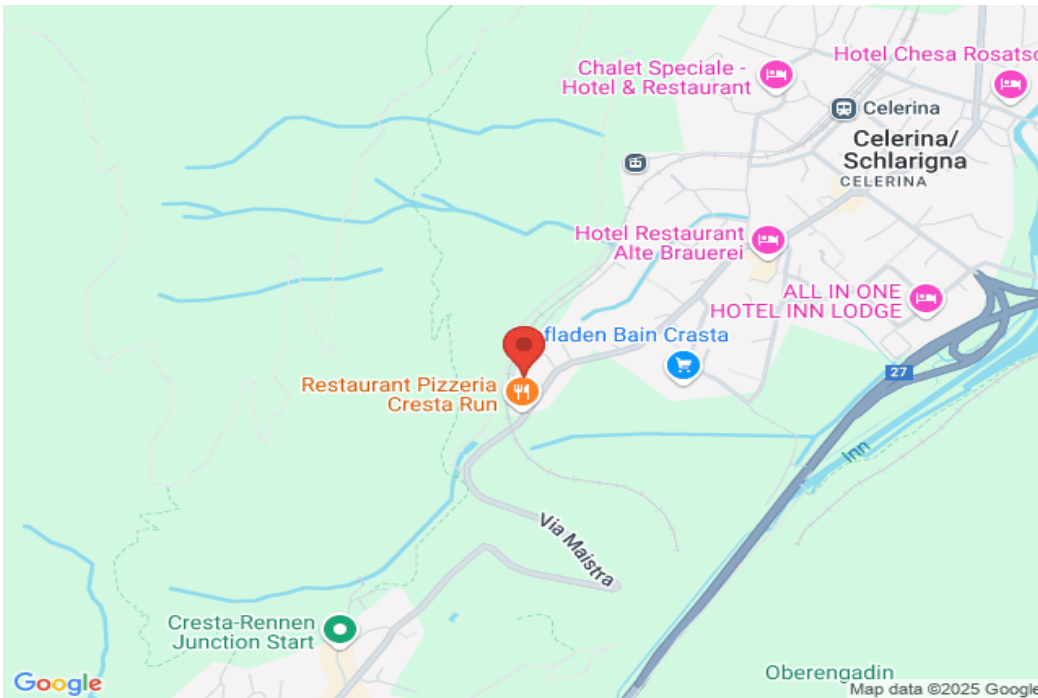 Hotel Chesa Rosatsc
Chalet Speciale -
Hotel & Restaurant
Celerina
Celerina/
Schlarigna
CELERINA
Hotel Restaurant
Alte Brauerei
ALL IN ONE
HOTEL INN LODGE
fladen Bain Crasta
27
Restaurant Pizzeria
Cresta Run
Inn
Via Maistra
Cresta-Rennen
Junction Start
Oberengadin
Google
Map data ©2025 Google